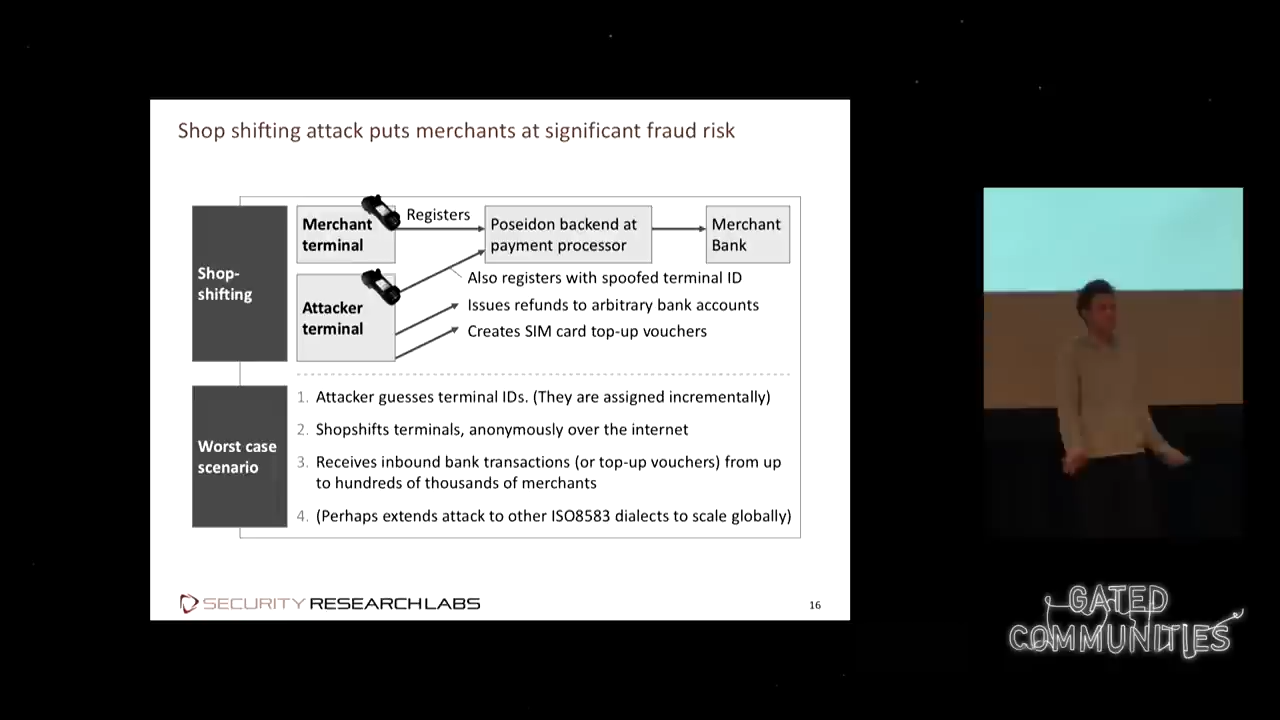 Shop shifting attack puts merchants at significant fraud risk
Shop-
shifting
Merchant
terminal
Registers
Poseidon backend at
payment processor
Merchant
Bank
Attacker
terminal
Also registers with spoofed terminal ID
Issues refunds to arbitrary bank accounts
Creates SIM card top-up vouchers
Worst case
scenario
1. Attacker guesses terminal IDs. (They are assigned incrementally)
2. Shopshifts terminals, anonymously over the internet
3. Receives inbound bank transactions (or top-up vouchers) from up
to hundreds of thousands of merchants
4. (Perhaps extends attack to other ISO8583 dialects to scale globally)
SECURITY RESEARCH LABS
16
GATED
COMMUNITIES